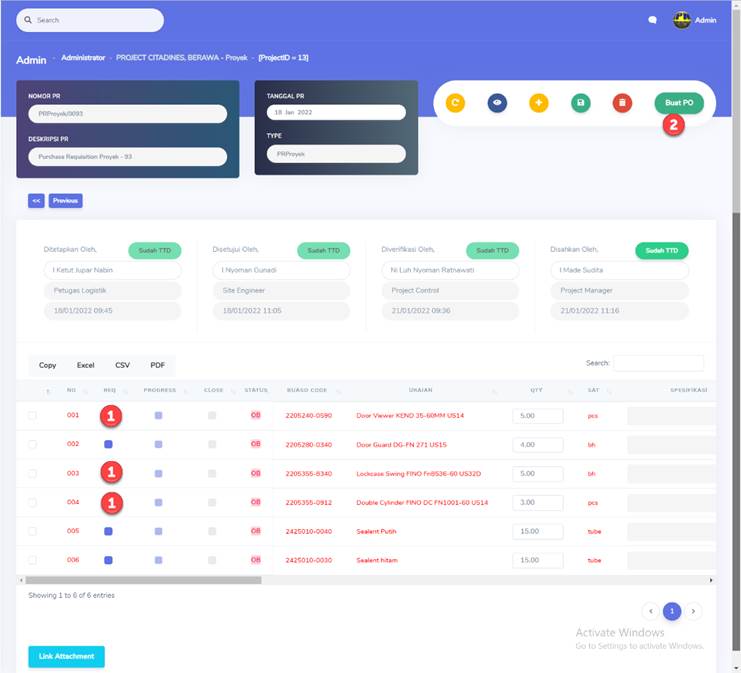 Search
Admin
Admin - Administrator - PROJECT CITADINES, BERAWA - Proyek - [ProjectID = 13]
NOMOR PR
PRProyek/0093
DESKRIPSI PR
Purchase Requisition Proyek - 93
TANGGAL PR
18 Jan 2022
TYPE
PRProyek
Buat PO
2
<< Previous
Ditetapkan Oleh, Sudah TTD
I Ketut Jupar Nabin
Petugas Logistik
18/01/2022 09:45
Disetujui Oleh, Sudah TTD
I Nyoman Gunadi
Site Engineer
18/01/2022 11:05
Diverifikasi Oleh, Sudah TTD
Ni Luh Nyoman Ratnawati
Project Control
21/01/2022 09:36
Disahkan Oleh, Sudah TTD
I Made Sudita
Project Manager
21/01/2022 11:16
Copy Excel CSV PDF
Search:
NO REQ PROGRESS CLOSE STATUS BUASO CODE URAIAN QTY SAT SPESIFIKASI
001 1 OB 2205240-0590 Door Viewer KEND 35-60MM US14 5.00 pcs
002 OB 2205280-0340 Door Guard DG-FN 271 US15 4.00 bh
003 1 OB 2205355-8340 Lockcase Swing FINO Fn8536-60 US32D 5.00 bh
004 1 OB 2205355-0912 Double Cylinder FINO DC FN1001-60 US14 3.00 pcs
005 OB 2425010-0040 Sealent Putih 15.00 tube
006 OB 2425010-0030 Sealent hitam 15.00 tube
Showing 1 to 6 of 6 entries
1
Activate Windows
Go to Settings to activate Windows.
Link Attachment